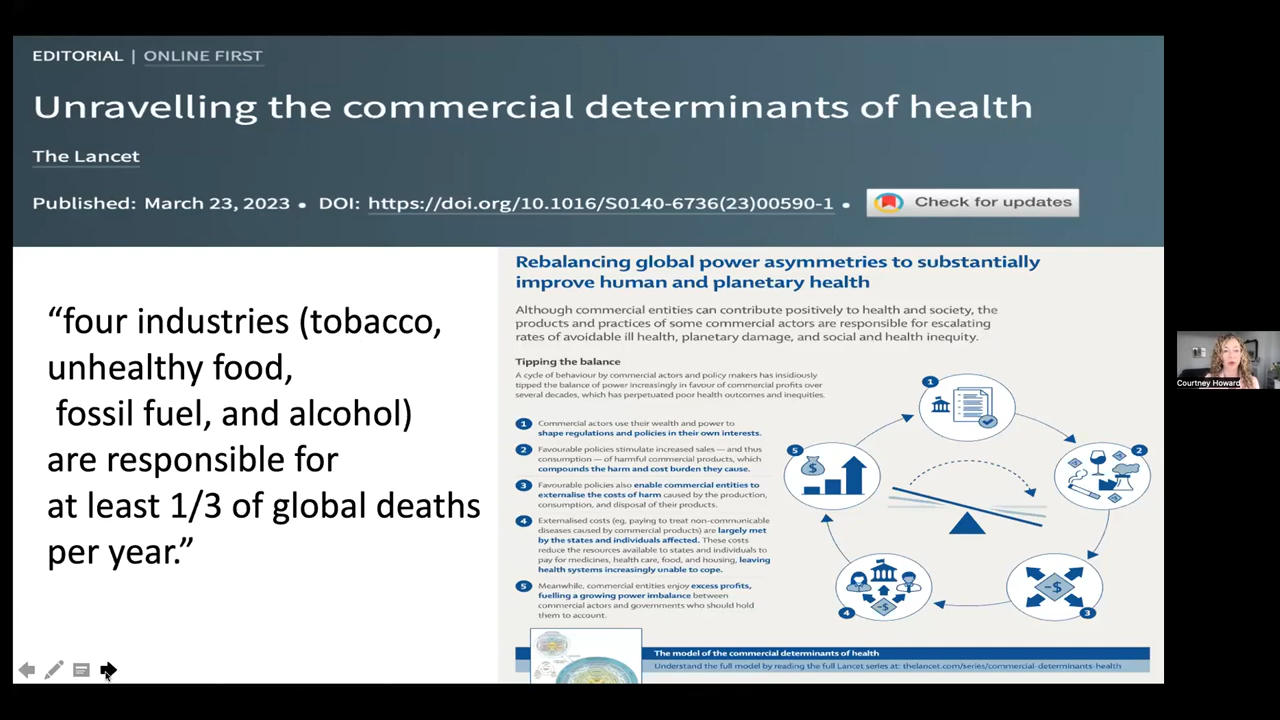 EDITORIAL | ONLINE FIRST
Unravelling the commercial determinants of health
The Lancet
Published: March 23, 2023 • DOI: https://doi.org/10.1016/S0140-6736(23)00590-1 •
Check for updates
“four industries (tobacco,
unhealthy food,
fossil fuel, and alcohol)
are responsible for
at least 1/3 of global deaths
per year.”
Rebalancing global power asymmetries to substantially
improve human and planetary health
Although commercial entities can contribute positively to health and society, the
products and practices of some commercial actors are responsible for escalating
rates of avoidable ill health, planetary damage, and social and health inequity.
Tipping the balance
A cycle of behaviour by commercial actors and policy makers has insidiously
tipped the balance of power increasingly in favour of commercial profits over
several decades, which has perpetuated poor health outcomes and inequities.
1 Commercial actors use their wealth and power to
shape regulations and policies in their own interests.
2 Favourable policies stimulate increased sales — and thus
consumption — of harmful commercial products, which
compounds the harm and cost burden they cause.
3 Favourable policies also enable commercial entities to
externalise the costs of harm caused by the production,
consumption, and disposal of their products.
4 Externalised costs (eg, paying to treat non-communicable
diseases caused by commercial products) are largely met
by the states and individuals affected. These costs
reduce the resources available to states and individuals to
pay for medicines, health care, food, and housing, leaving
health systems increasingly unable to cope.
5 Meanwhile, commercial entities enjoy excess profits,
fuelling a growing power imbalance between
commercial actors and governments who should hold
them to account.
1
2
3
-$
4
-$
5
$
The model of the commercial determinants of health
Understand the full model by reading the full Lancet series at: thelancet.com/series/commercial-determinants-health
Courtney Howard